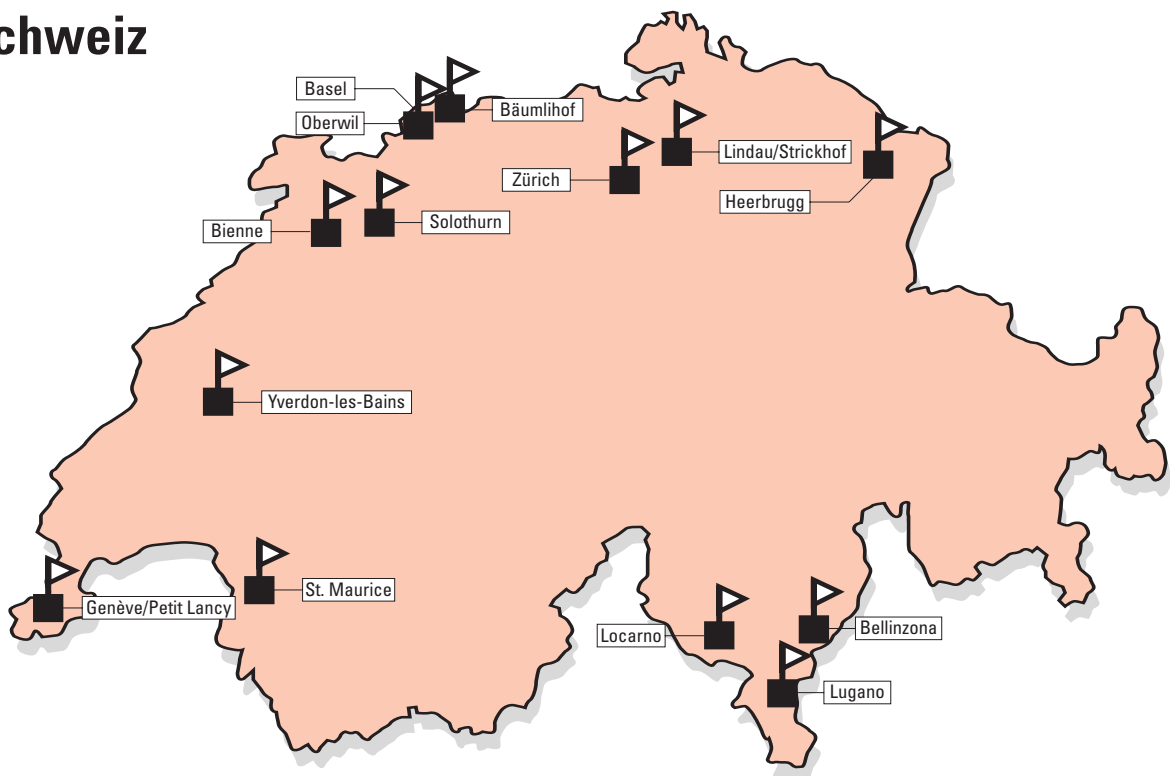 chweiz
Basel
Oberwil
Bäumlihof
Lindau/Strickhof
Zürich
Heerbrugg
Bienne
Solothurn
Yverdon-les-Bains
St. Maurice
Genève/Petit Lancy
Locarno
Bellinzona
Lugano